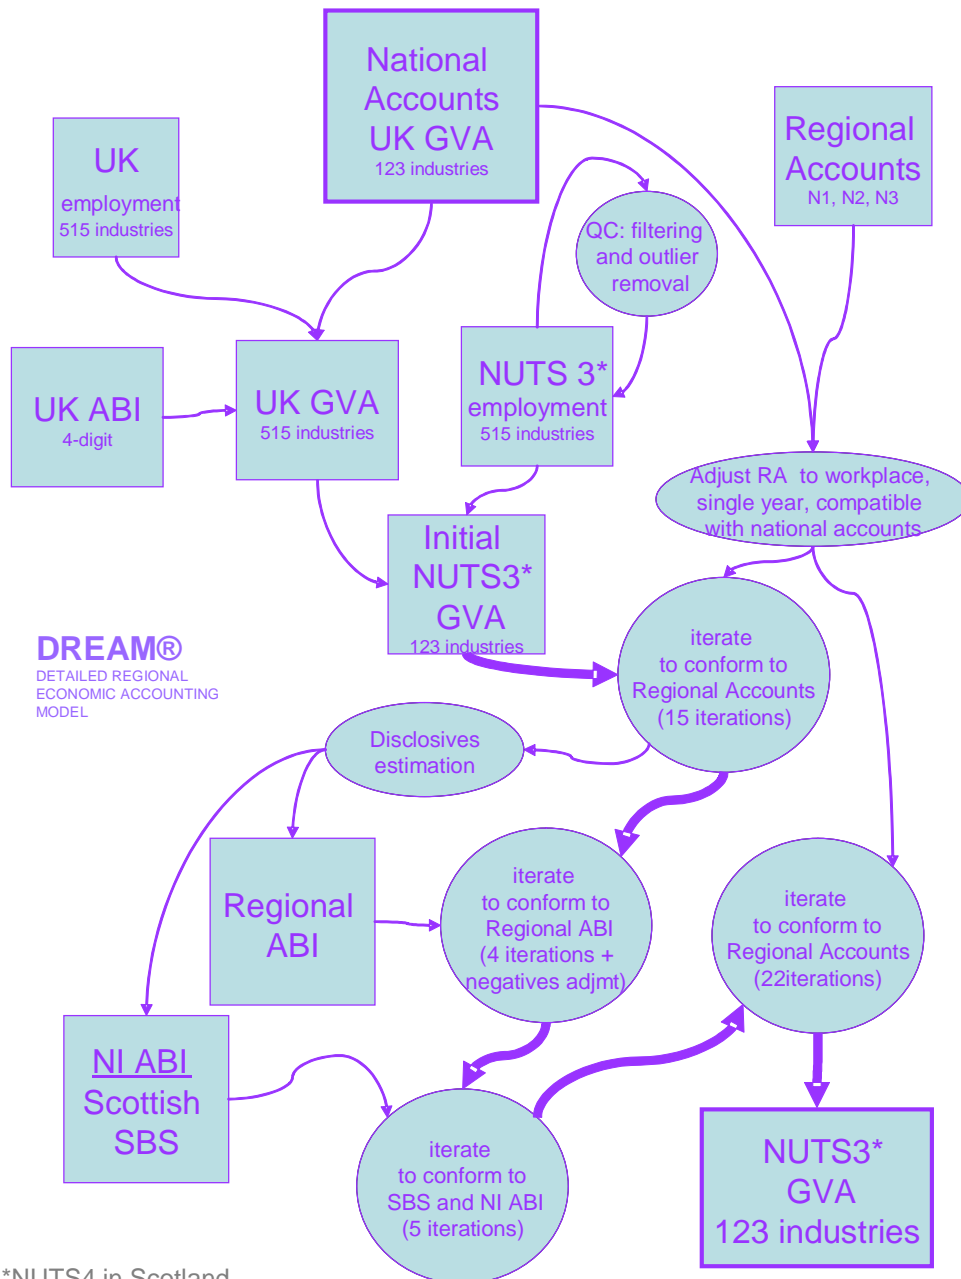 National
Accounts
UK GVA
123 industries
UK
employment
515 industries
Regional
Accounts
N1, N2, N3
QC: filtering
and outlier
removal
UK ABI
4-digit
UK GVA
515 industries
NUTS 3*
employment
515 industries
Adjust RA to workplace,
single year, compatible
with national accounts
Initial
NUTS3*
GVA
123 industries
DREAM®
DETAILED REGIONAL
ECONOMIC ACCOUNTING
MODEL
iterate
to conform to
Regional Accounts
(15 iterations)
Disclosives
estimation
Regional
ABI
iterate
to conform to
Regional ABI
(4 iterations +
negatives adjmt)
iterate
to conform to
Regional Accounts
(22iterations)
NI ABI
Scottish
SBS
iterate
to conform to
SBS and NI ABI
(5 iterations)
NUTS3*
GVA
123 industries
*NUTS4 in Scotland